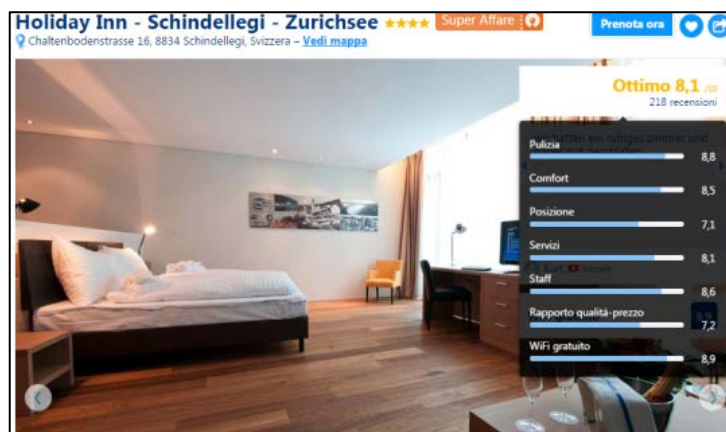 Holiday Inn - Schindellegi - Zurichsee
Super Affare
Prenota ora
Chaltenbodenstrasse 16, 8834 Schindellegi, Svizzera – Vedi mappa
Ottimo 8,1 /10
218 recensioni
Pulizia
8,8
Comfort
8,5
Posizione
7,1
Servizi
8,1
Staff
8,6
Rapporto qualità-prezzo
7,2
WiFi gratuito
8,9